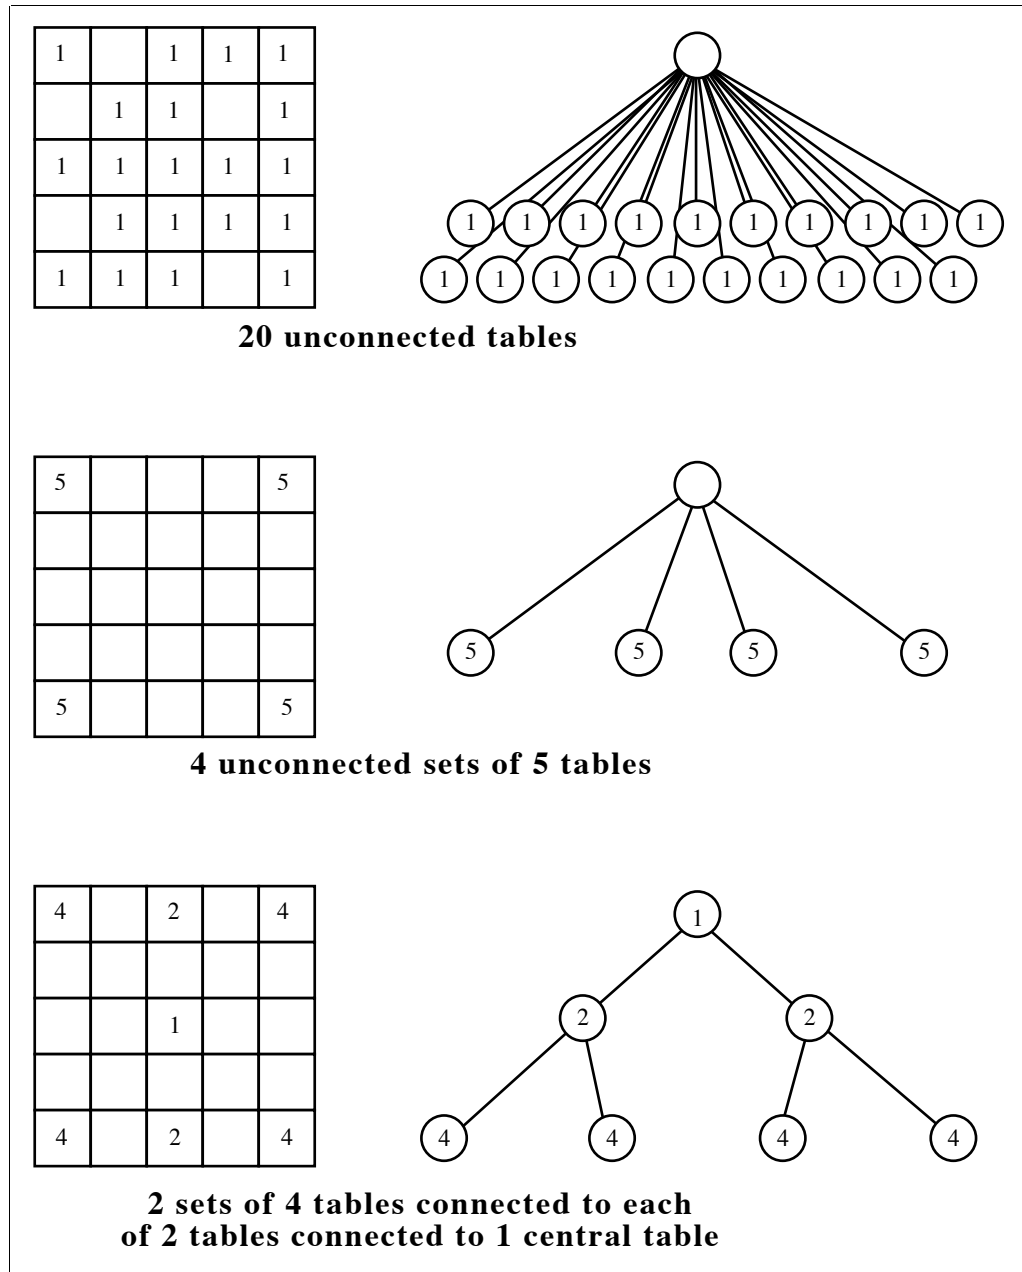 1 1 1 1
1 1 1
1 1 1 1 1
1 1 1 1
1 1 1 1
1 1 1 1 1 1 1 1 1 1
1 1 1 1 1 1 1 1 1 1
20 unconnected tables
5 5
5 5
5 5 5 5
4 unconnected sets of 5 tables
4 2 4
1
4 2 4
1
2 2
4 4 4 4
2 sets of 4 tables connected to each
of 2 tables connected to 1 central table